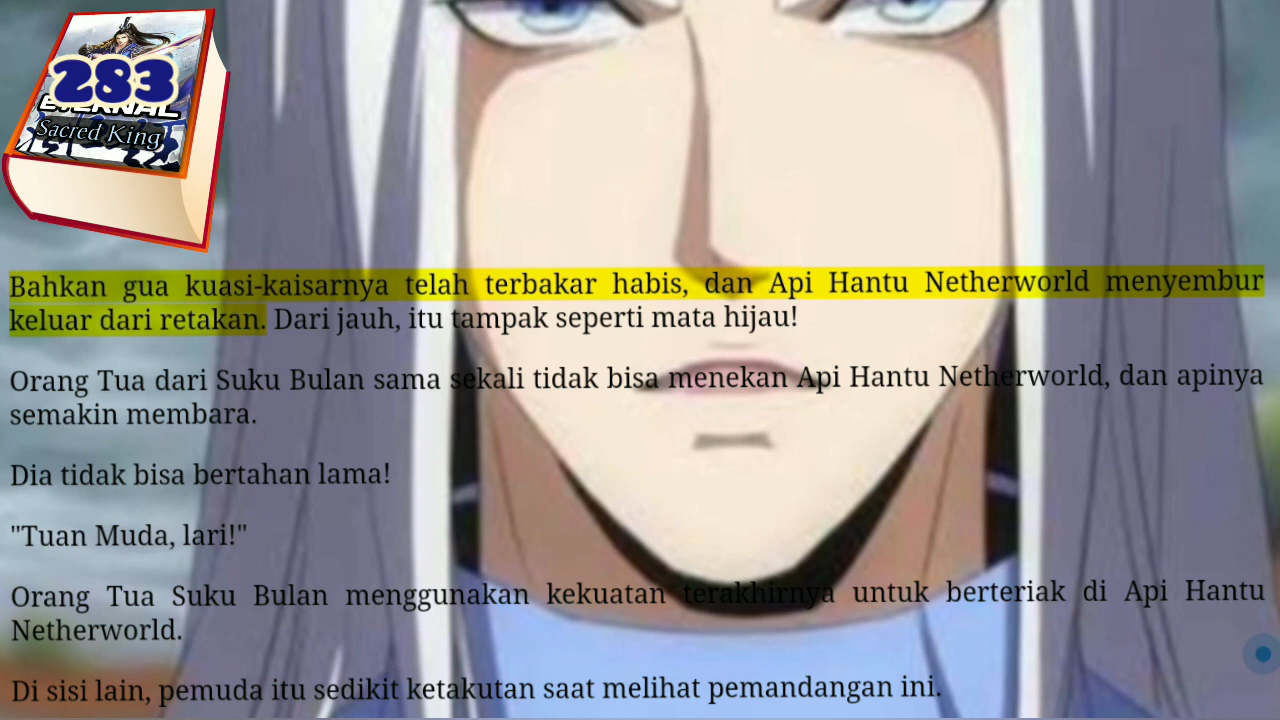 283
ETERNAL
Sacred King
Bahkan gua kuasi-kaisarnya telah terbakar habis, dan Api Hantu Netherworld menyembur
keluar dari retakan. Dari jauh, itu tampak seperti mata hijau!
Orang Tua dari Suku Bulan sama sekali tidak bisa menekan Api Hantu Netherworld, dan apinya
semakin membara.
Dia tidak bisa bertahan lama!
"Tuan Muda, lari!"
Orang Tua Suku Bulan menggunakan kekuatan terakhirnya untuk berteriak di Api Hantu
Netherworld.
Di sisi lain, pemuda itu sedikit ketakutan saat melihat pemandangan ini.